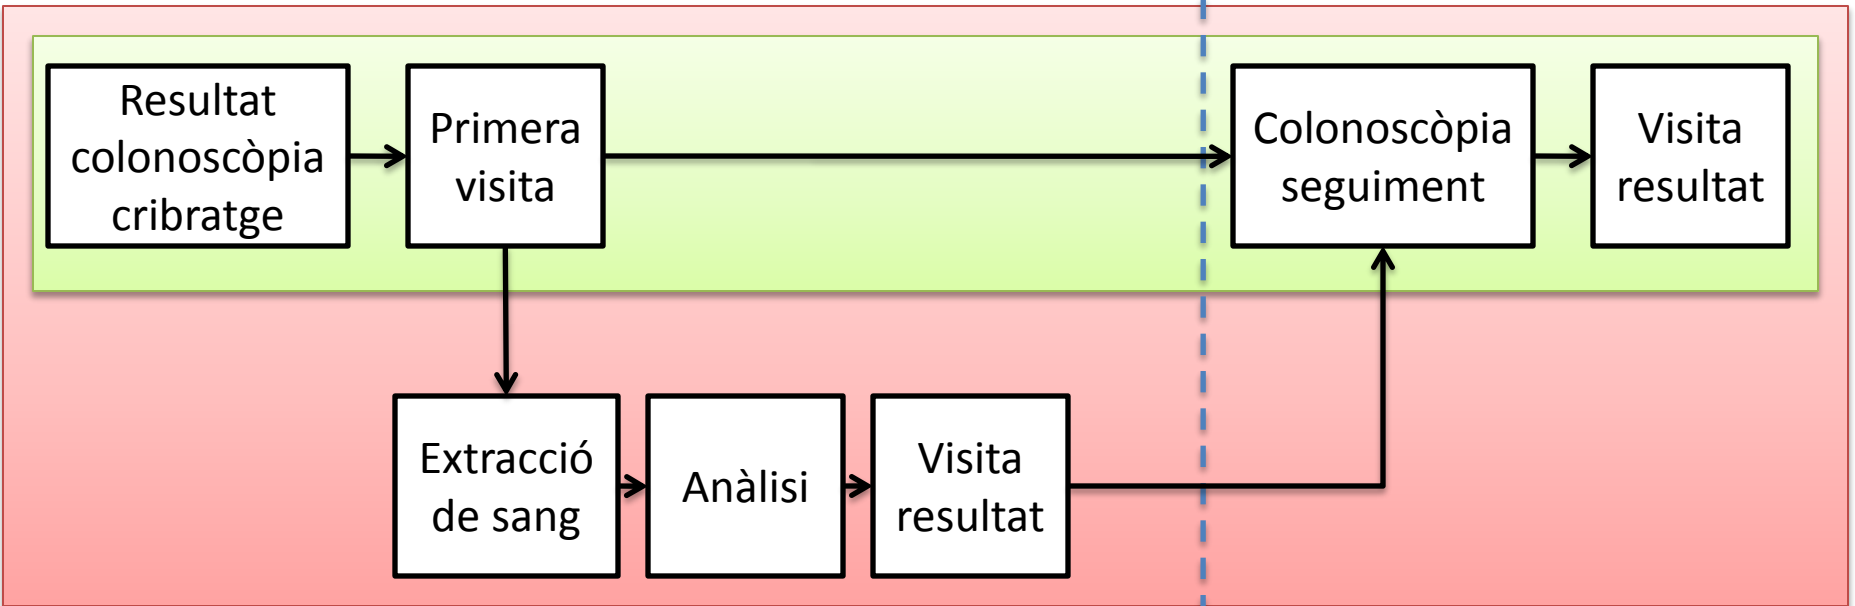 Resultat
colonoscòpia
cribratge
Primera
visita
Colonoscòpia
seguiment
Visita
resultat
Extracció
de sang
Anàlisi
Visita
resultat